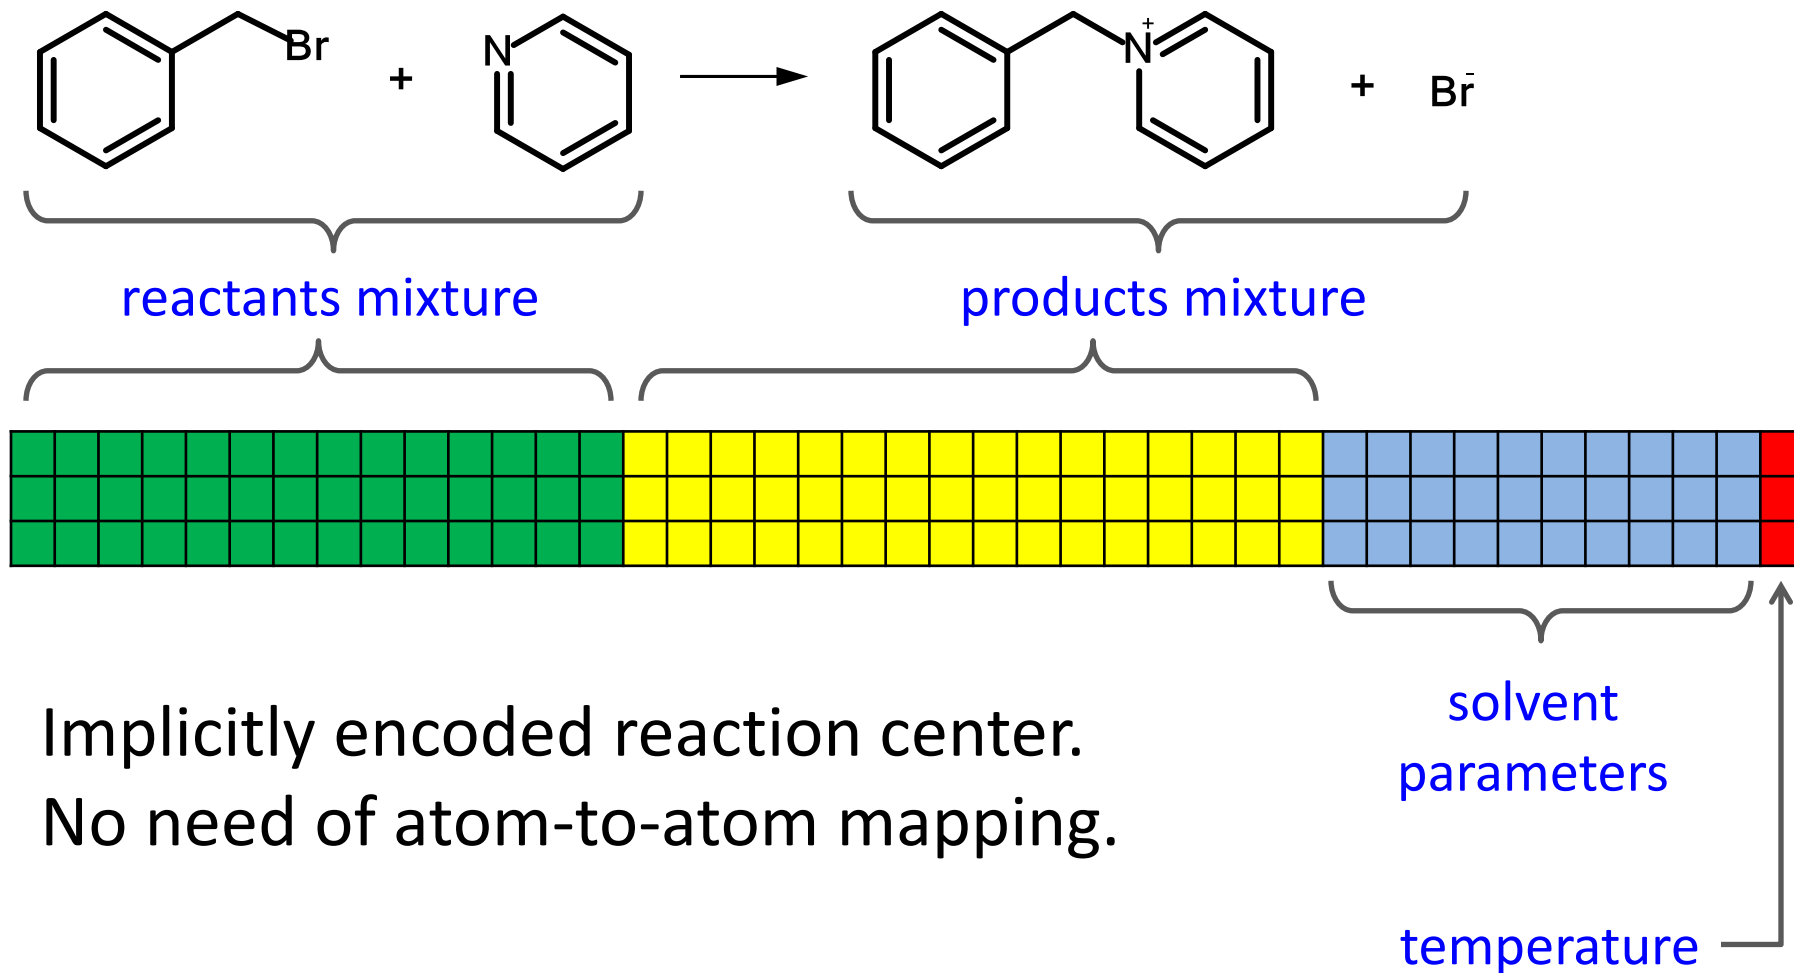 Br + N → N+ + Br-
reactants mixture products mixture
Implicitly encoded reaction center.
No need of atom-to-atom mapping.
solvent
parameters
temperature